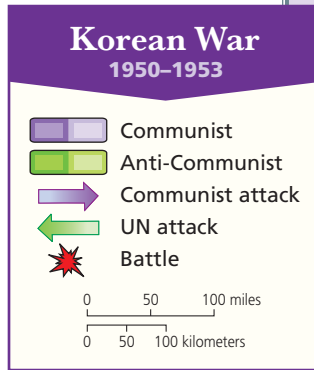 Korean War
1950–1953
Communist
Anti-Communist
Communist attack
UN attack
Battle
0 50 100 miles
0 50 100 kilometers